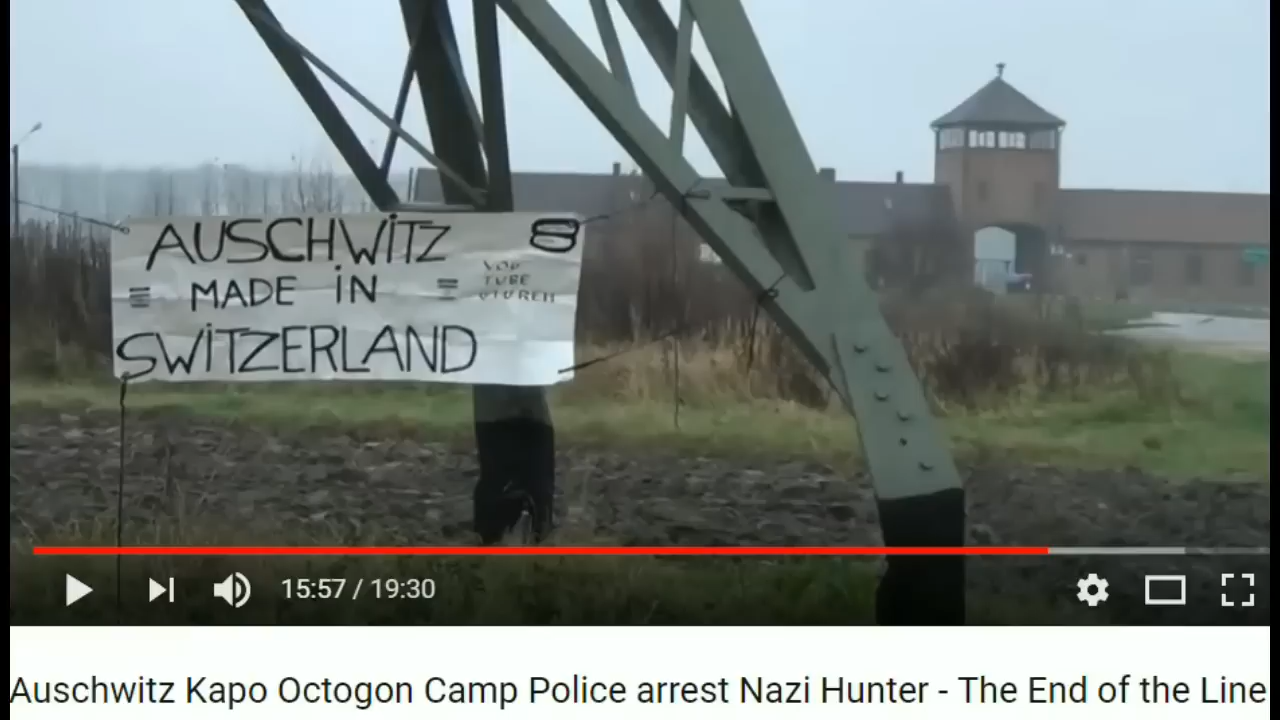 AUSCHWITZ 8
= MADE IN =
TUBE
SWITZERLAND
15:57 / 19:30
Auschwitz Kapo Octogon Camp Police arrest Nazi Hunter - The End of the Line